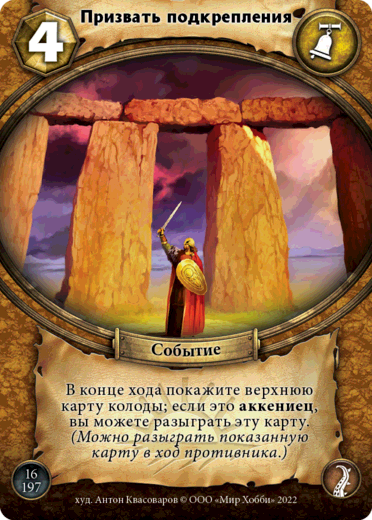 Призвать подкрепления
4
Событие
В конце хода покажите верхнюю
карту колоды; если это аккениец,
вы можете разыграть эту карту.
(Можно разыграть показанную
карту в ход противника.)
16
197
худ. Антон Квасоваров © ООО «Мир Хобби» 2022